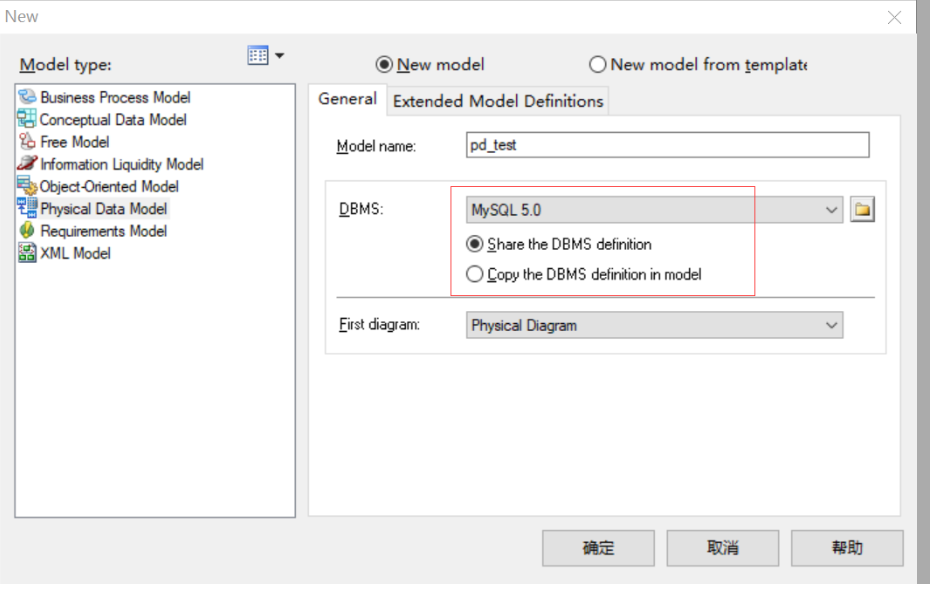 New
Model type:
New model
New model from template
Business Process Model
Conceptual Data Model
Free Model
Information Liquidity Model
Object-Oriented Model
Physical Data Model
Requirements Model
XML Model
General
Extended Model Definitions
Model name:
pd_test
DBMS:
MySQL 5.0
Share the DBMS definition
Copy the DBMS definition in model
First diagram:
Physical Diagram
确定
取消
帮助